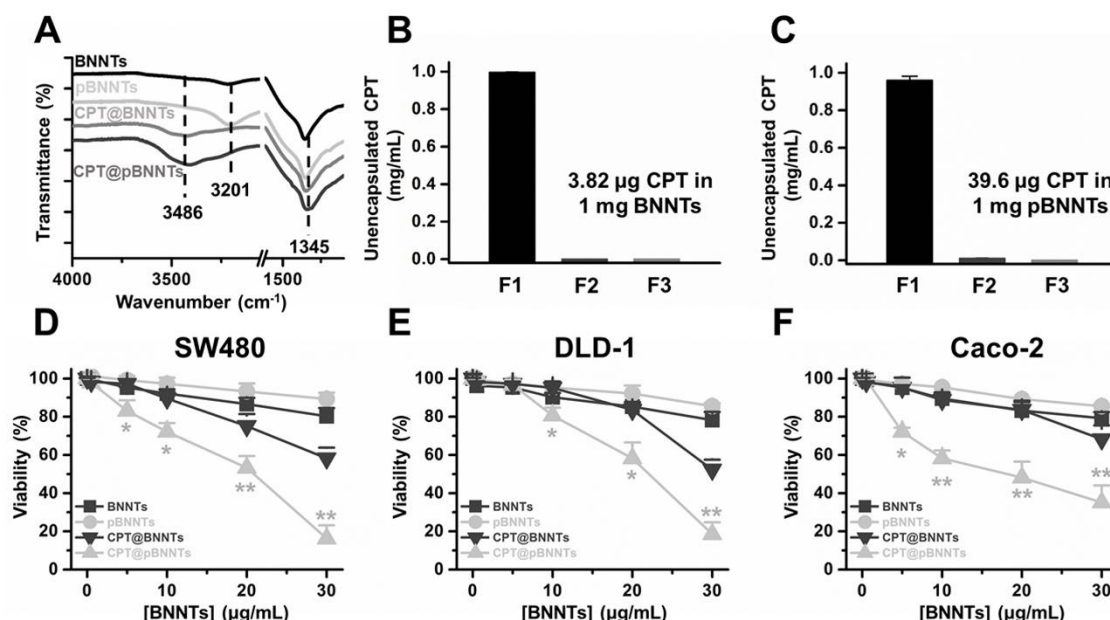 A
BNNTs
pBNNTs
CPT@BNNTs
CPT@pBNNTs
3486
3201
1345
Transmittance (%)
4000
3500
1500
Wavenumber (cm⁻¹)
B
Unencapsulated CPT
(mg/mL)
1.0
0.8
0.6
0.4
0.2
0.0
3.82 µg CPT in
1 mg BNNTs
F1
F2
F3
C
Unencapsulated CPT
(mg/mL)
1.0
0.8
0.6
0.4
0.2
0.0
39.6 µg CPT in
1 mg pBNNTs
F1
F2
F3
D
SW480
Viability (%)
100
80
60
40
20
0
*
*
**
**
BNNTs
pBNNTs
CPT@BNNTs
CPT@pBNNTs
0
10
20
30
[BNNTs] (µg/mL)
E
DLD-1
Viability (%)
100
80
60
40
20
0
*
*
**
BNNTs
pBNNTs
CPT@BNNTs
CPT@pBNNTs
0
10
20
30
[BNNTs] (µg/mL)
F
Caco-2
Viability (%)
100
80
60
40
20
0
*
**
**
**
BNNTs
pBNNTs
CPT@BNNTs
CPT@pBNNTs
0
10
20
30
[BNNTs] (µg/mL)